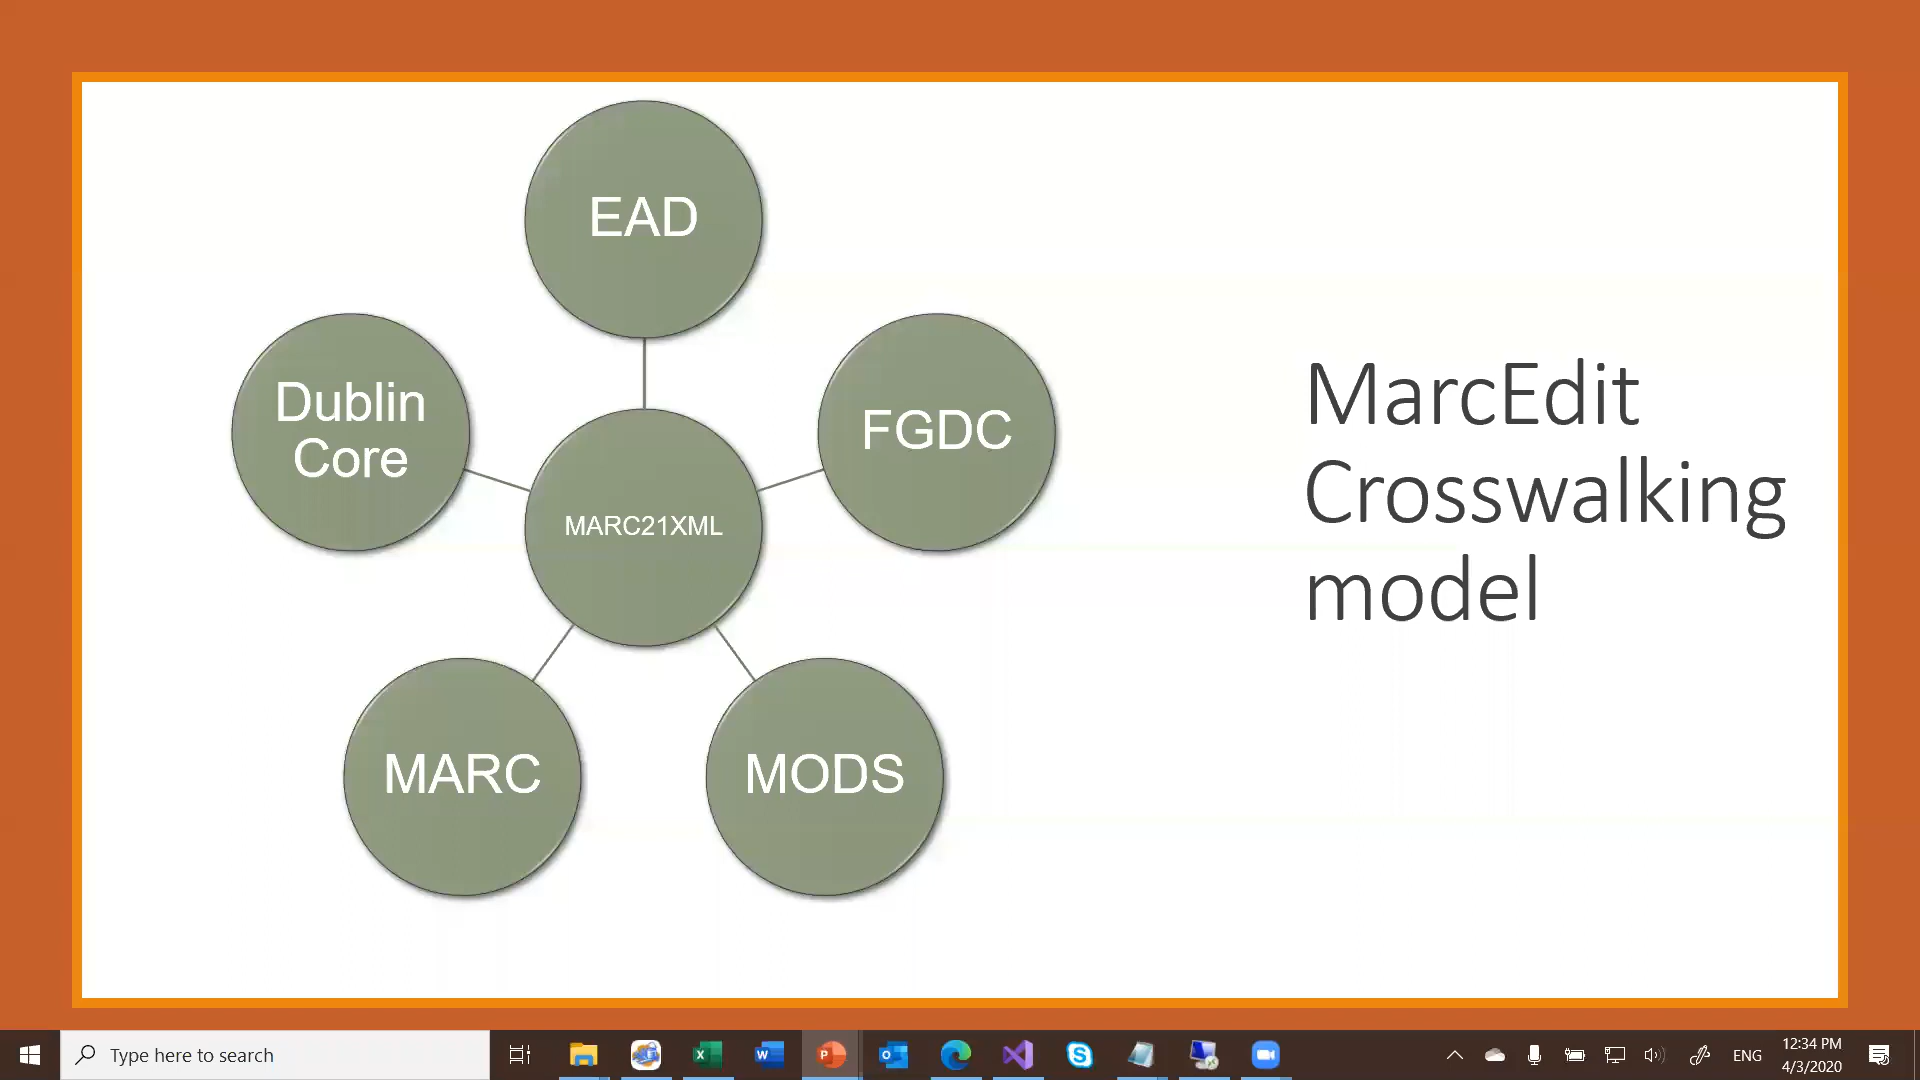 EAD
Dublin
Core
FGDC
MARC21XML
MARC
MODS
MarcEdit
Crosswalking
model
Type here to search
ENG
12:34 PM
4/3/2020